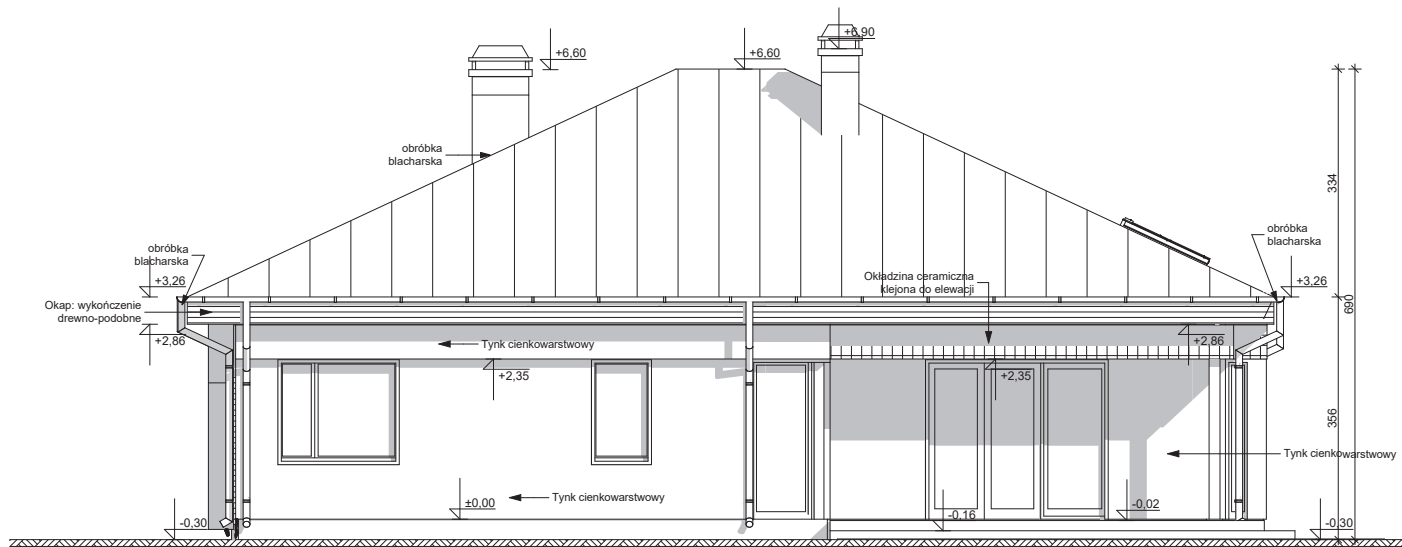 +6,90
+6,60
+6,60
obróbka
blacharska
334
obróbka
blacharska
obróbka
blacharska
Okładzina ceramiczna
klejona do elewacji
+3,26
+3,26
Okap: wykończenie
drewno-podobne
690
+2,86
+2,86
Tynk cienkowarstwowy
+2,35
+2,35
356
Tynk cienkowarstwowy
Tynk cienkowarstwowy
±0,00
-0,02
-0,16
-0,30
-0,30